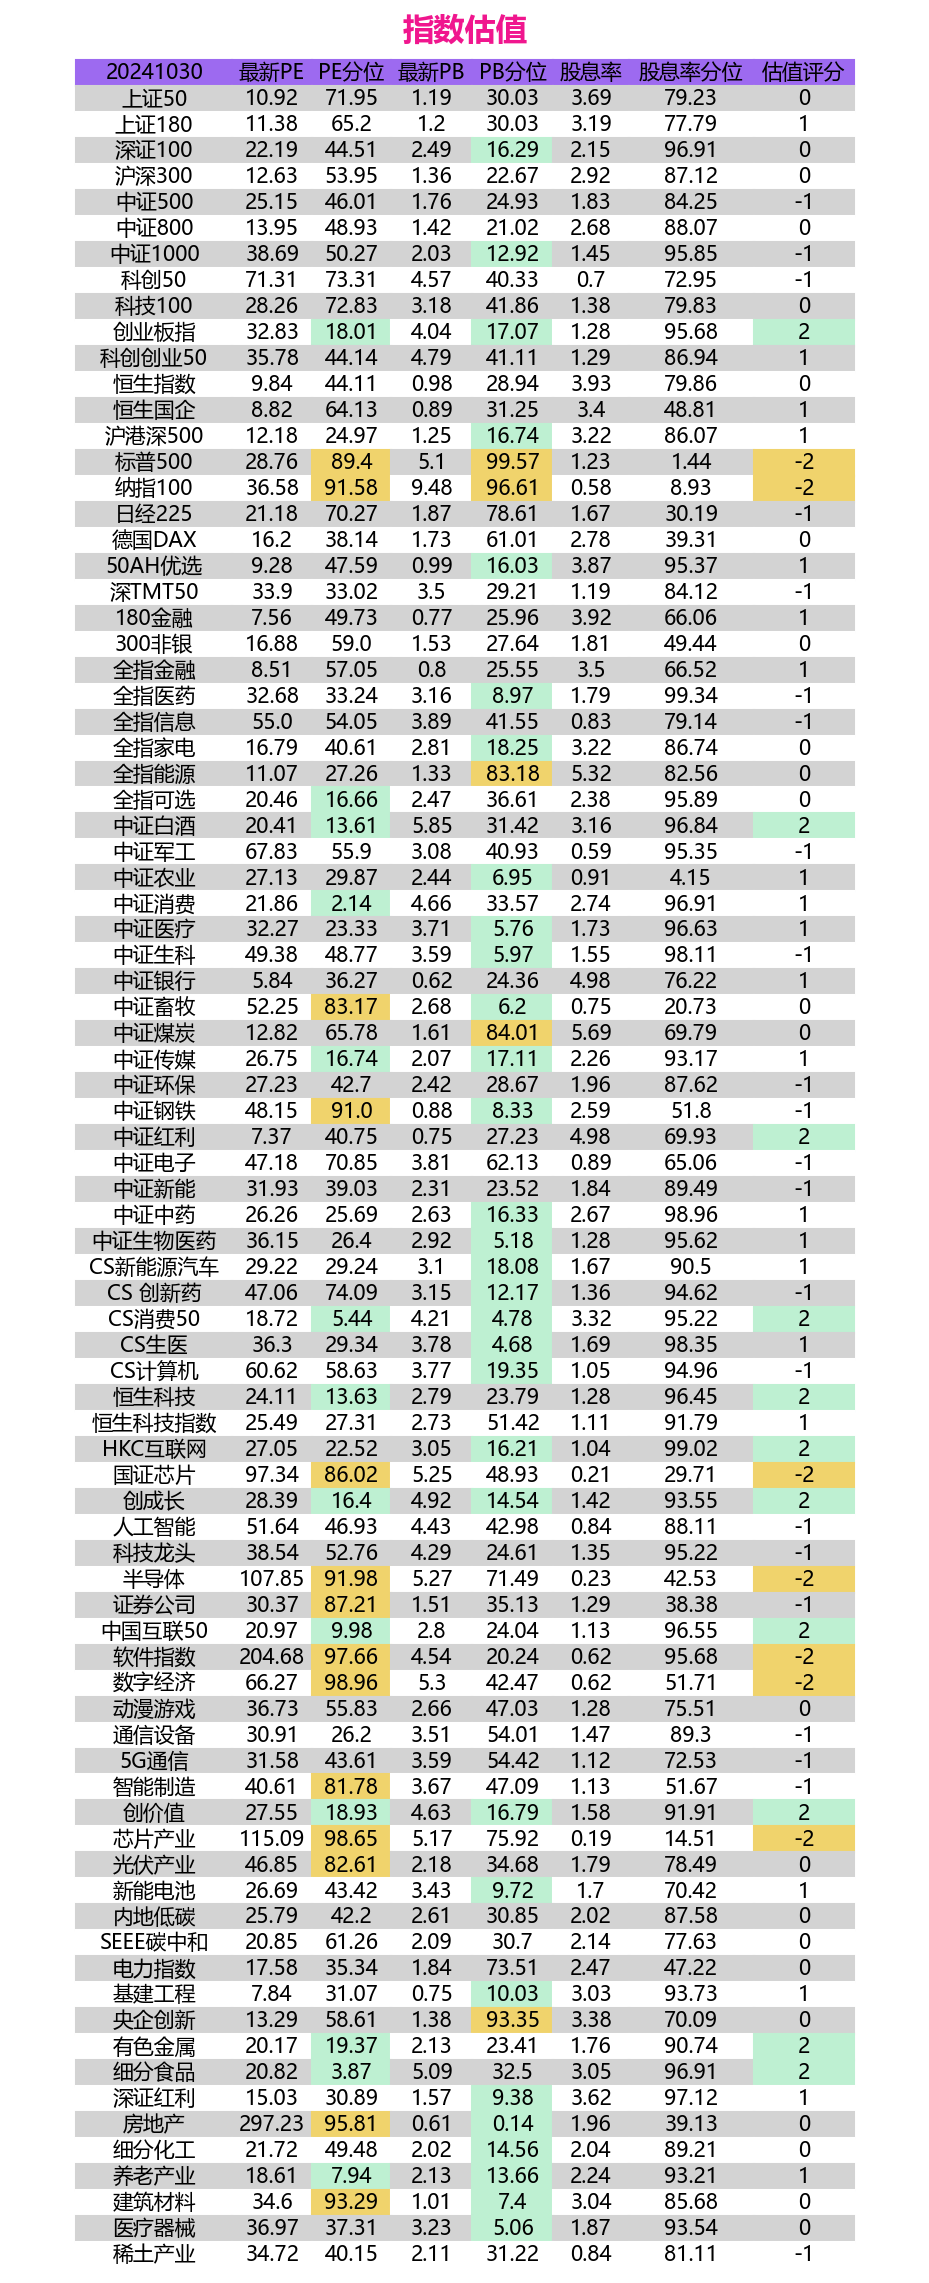 指数估值
20241030 最新PE PE分位 最新PB PB分位 股息率 股息率分位 估值评分
上证50 10.92 71.95 1.19 30.03 3.69 79.23 0
上证180 11.38 65.2 1.2 30.03 3.19 77.79 1
深证100 22.19 44.51 2.49 16.29 2.15 96.91 0
沪深300 12.63 53.95 1.36 22.67 2.92 87.12 0
中证500 25.15 46.01 1.76 24.93 1.83 84.25 -1
中证800 13.95 48.93 1.42 21.02 2.68 88.07 0
中证1000 38.69 50.27 2.03 12.92 1.45 95.85 -1
科创50 71.31 73.31 4.57 40.33 0.7 72.95 -1
科技100 28.26 72.83 3.18 41.86 1.38 79.83 0
创业板指 32.83 18.01 4.04 17.07 1.28 95.68 2
科创创业50 35.78 44.14 4.79 41.11 1.29 86.94 1
恒生指数 9.84 44.11 0.98 28.94 3.93 79.86 0
恒生国企 8.82 64.13 0.89 31.25 3.4 48.81 1
沪港深500 12.18 24.97 1.25 16.74 3.22 86.07 1
标普500 28.76 89.4 5.1 99.57 1.23 1.44 -2
纳指100 36.58 91.58 9.48 96.61 0.58 8.93 -2
日经225 21.18 70.27 1.87 78.61 1.67 30.19 -1
德国DAX 16.2 38.14 1.73 61.01 2.78 39.31 0
50AH优选 9.28 47.59 0.99 16.03 3.87 95.37 1
深TMT50 33.9 33.02 3.5 29.21 1.19 84.12 -1
180金融 7.56 49.73 0.77 25.96 3.92 66.06 1
300非银 16.88 59.0 1.53 27.64 1.81 49.44 0
全指金融 8.51 57.05 0.8 25.55 3.5 66.52 1
全指医药 32.68 33.24 3.16 8.97 1.79 99.34 -1
全指信息 55.0 54.05 3.89 41.55 0.83 79.14 -1
全指家电 16.79 40.61 2.81 18.25 3.22 86.74 0
全指能源 11.07 27.26 1.33 83.18 5.32 82.56 0
全指可选 20.46 16.66 2.47 36.61 2.38 95.89 0
中证白酒 20.41 13.61 5.85 31.42 3.16 96.84 2
中证军工 67.83 55.9 3.08 40.93 0.59 95.35 -1
中证农业 27.13 29.87 2.44 6.95 0.91 4.15 1
中证消费 21.86 2.14 4.66 33.57 2.74 96.91 1
中证医疗 32.27 23.33 3.71 5.76 1.73 96.63 1
中证生科 49.38 48.77 3.59 5.97 1.55 98.11 -1
中证银行 5.84 36.27 0.62 24.36 4.98 76.22 1
中证畜牧 52.25 83.17 2.68 6.2 0.75 20.73 0
中证煤炭 12.82 65.78 1.61 84.01 5.69 69.79 0
中证传媒 26.75 16.74 2.07 17.11 2.26 93.17 1
中证环保 27.23 42.7 2.42 28.67 1.96 87.62 -1
中证钢铁 48.15 91.0 0.88 8.33 2.59 51.8 -1
中证红利 7.37 40.75 0.75 27.23 4.98 69.93 2
中证电子 47.18 70.85 3.81 62.13 0.89 65.06 -1
中证新能 31.93 39.03 2.31 23.52 1.84 89.49 -1
中证中药 26.26 25.69 2.63 16.33 2.67 98.96 1
中证生物医药 36.15 26.4 2.92 5.18 1.28 95.62 1
CS新能源汽车 29.22 29.24 3.1 18.08 1.67 90.5 1
CS 创新药 47.06 74.09 3.15 12.17 1.36 94.62 -1
CS消费50 18.72 5.44 4.21 4.78 3.32 95.22 2
CS生医 36.3 29.34 3.78 4.68 1.69 98.35 1
CS计算机 60.62 58.63 3.77 19.35 1.05 94.96 -1
恒生科技 24.11 13.63 2.79 23.79 1.28 96.45 2
恒生科技指数 25.49 27.31 2.73 51.42 1.11 91.79 1
HKC互联网 27.05 22.52 3.05 16.21 1.04 99.02 2
国证芯片 97.34 86.02 5.25 48.93 0.21 29.71 -2
创成长 28.39 16.4 4.92 14.54 1.42 93.55 2
人工智能 51.64 46.93 4.43 42.98 0.84 88.11 -1
科技龙头 38.54 52.76 4.29 24.61 1.35 95.22 -1
半导体 107.85 91.98 5.27 71.49 0.23 42.53 -2
证券公司 30.37 87.21 1.51 35.13 1.29 38.38 -1
中国互联50 20.97 9.98 2.8 24.04 1.13 96.55 2
软件指数 204.68 97.66 4.54 20.24 0.62 95.68 -2
数字经济 66.27 98.96 5.3 42.47 0.62 51.71 -2
动漫游戏 36.73 55.83 2.66 47.03 1.28 75.51 0
通信设备 30.91 26.2 3.51 54.01 1.47 89.3 -1
5G通信 31.58 43.61 3.59 54.42 1.12 72.53 -1
智能制造 40.61 81.78 3.67 47.09 1.13 51.67 -1
创价值 27.55 18.93 4.63 16.79 1.58 91.91 2
芯片产业 115.09 98.65 5.17 75.92 0.19 14.51 -2
光伏产业 46.85 82.61 2.18 34.68 1.79 78.49 0
新能电池 26.69 43.42 3.43 9.72 1.7 70.42 1
内地低碳 25.79 42.2 2.61 30.85 2.02 87.58 0
SEEE碳中和 20.85 61.26 2.09 30.7 2.14 77.63 0
电力指数 17.58 35.34 1.84 73.51 2.47 47.22 0
基建工程 7.84 31.07 0.75 10.03 3.03 93.73 1
央企创新 13.29 58.61 1.38 93.35 3.38 70.09 0
有色金属 20.17 19.37 2.13 23.41 1.76 90.74 2
细分食品 20.82 3.87 5.09 32.5 3.05 96.91 2
深证红利 15.03 30.89 1.57 9.38 3.62 97.12 1
房地产 297.23 95.81 0.61 0.14 1.96 39.13 0
细分化工 21.72 49.48 2.02 14.56 2.04 89.21 0
养老产业 18.61 7.94 2.13 13.66 2.24 93.21 1
建筑材料 34.6 93.29 1.01 7.4 3.04 85.68 0
医疗器械 36.97 37.31 3.23 5.06 1.87 93.54 0
稀土产业 34.72 40.15 2.11 31.22 0.84 81.11 -1